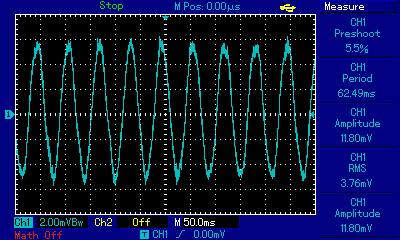 Stop M Pos: 0.00µs Measure
CH1
Preshoot
5.5%
CH1
Period
62.49ms
1 CH1
Amplitude
11.80mV
CH1
RMS
3.76mV
CH1
Amplitude
11.80mV
Ch1 2.00mVBw Ch2 Off M 50.0ms
Math Off T CH1 0.00mV